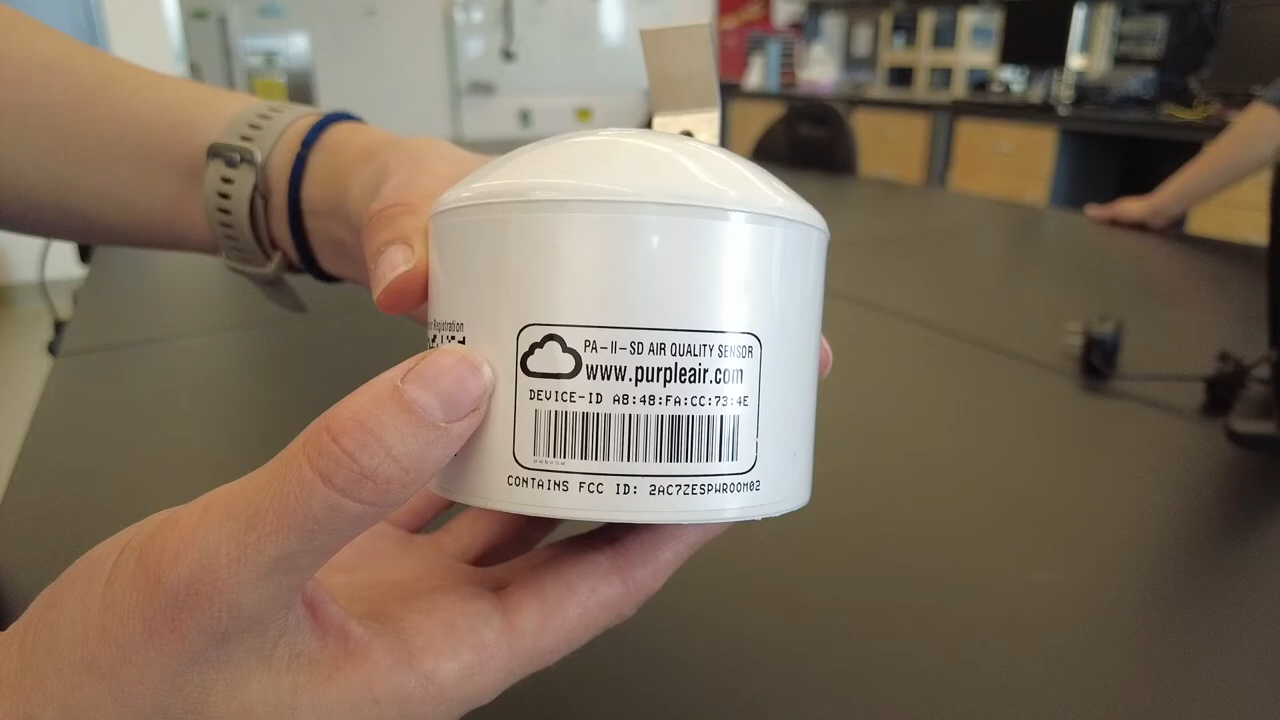 Registration
PA-II-SD AIR QUALITY SENSOR
www.purpleair.com
DEVICE-ID A8:48:FA:CC:73:4E
CONTAINS FCC ID: 2AC7ZESPWROOM02